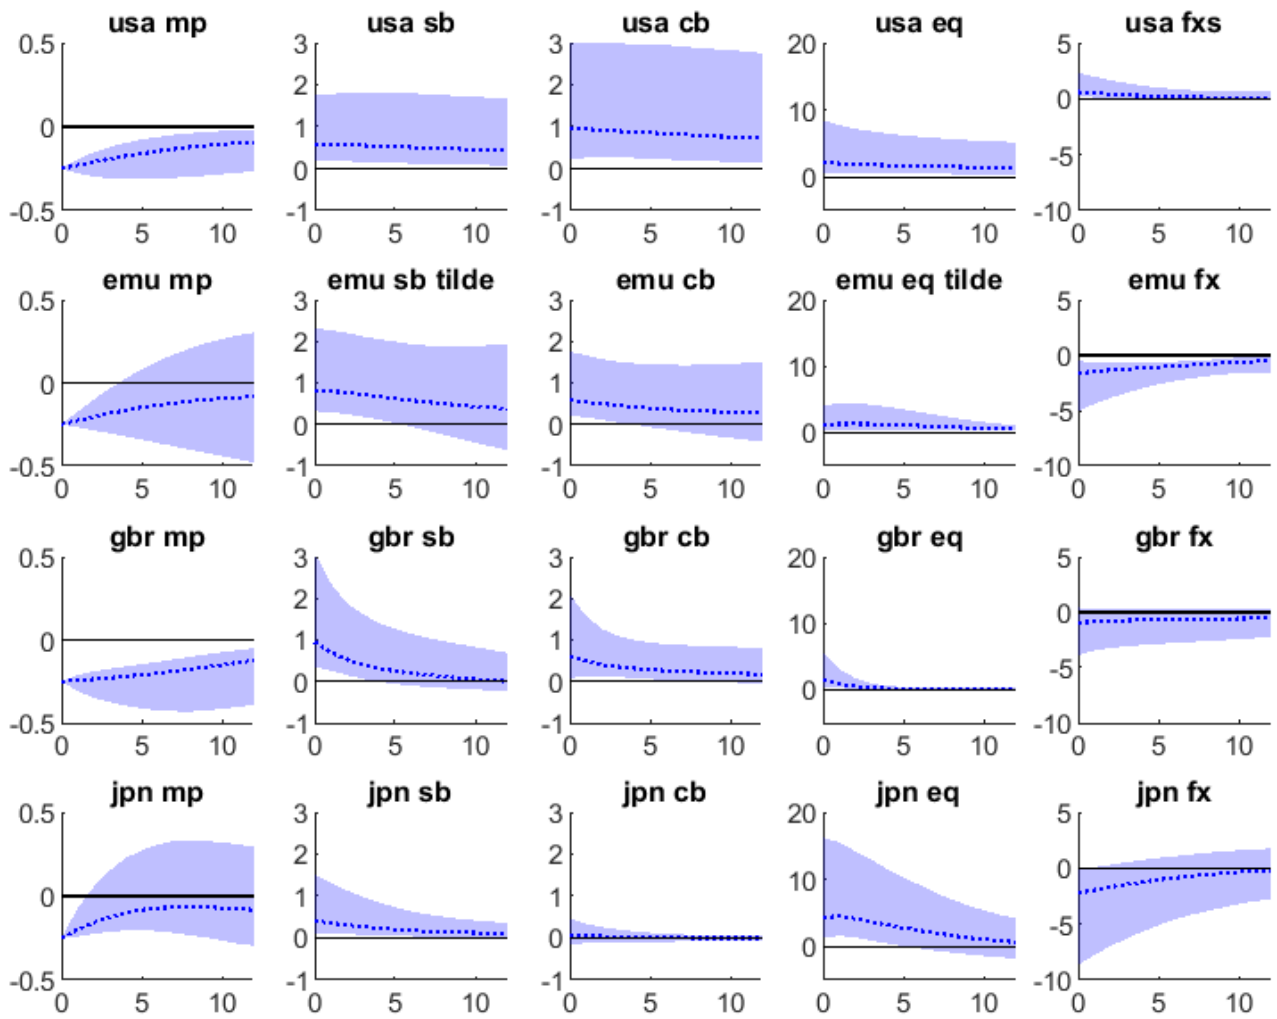 usa mp usa sb usa cb usa eq usa fxs
0.5 3 3 20 5
2 2
0 1 1 10 0
0 0 0 -5
-0.5 -1 -1 -10
0 5 10 0 5 10 0 5 10 0 5 10 0 5 10
emu mp emu sb tilde emu cb emu eq tilde emu fx
0.5 3 3 20 5
2 2
0 1 1 10 0
0 0 0 -5
-0.5 -1 -1 -10
0 5 10 0 5 10 0 5 10 0 5 10 0 5 10
gbr mp gbr sb gbr cb gbr eq gbr fx
0.5 3 3 20 5
2 2
0 1 1 10 0
0 0 0 -5
-0.5 -1 -1 -10
0 5 10 0 5 10 0 5 10 0 5 10 0 5 10
jpn mp jpn sb jpn cb jpn eq jpn fx
0.5 3 3 20 5
2 2
0 1 1 10 0
0 0 0 -5
-0.5 -1 -1 -10
0 5 10 0 5 10 0 5 10 0 5 10 0 5 10